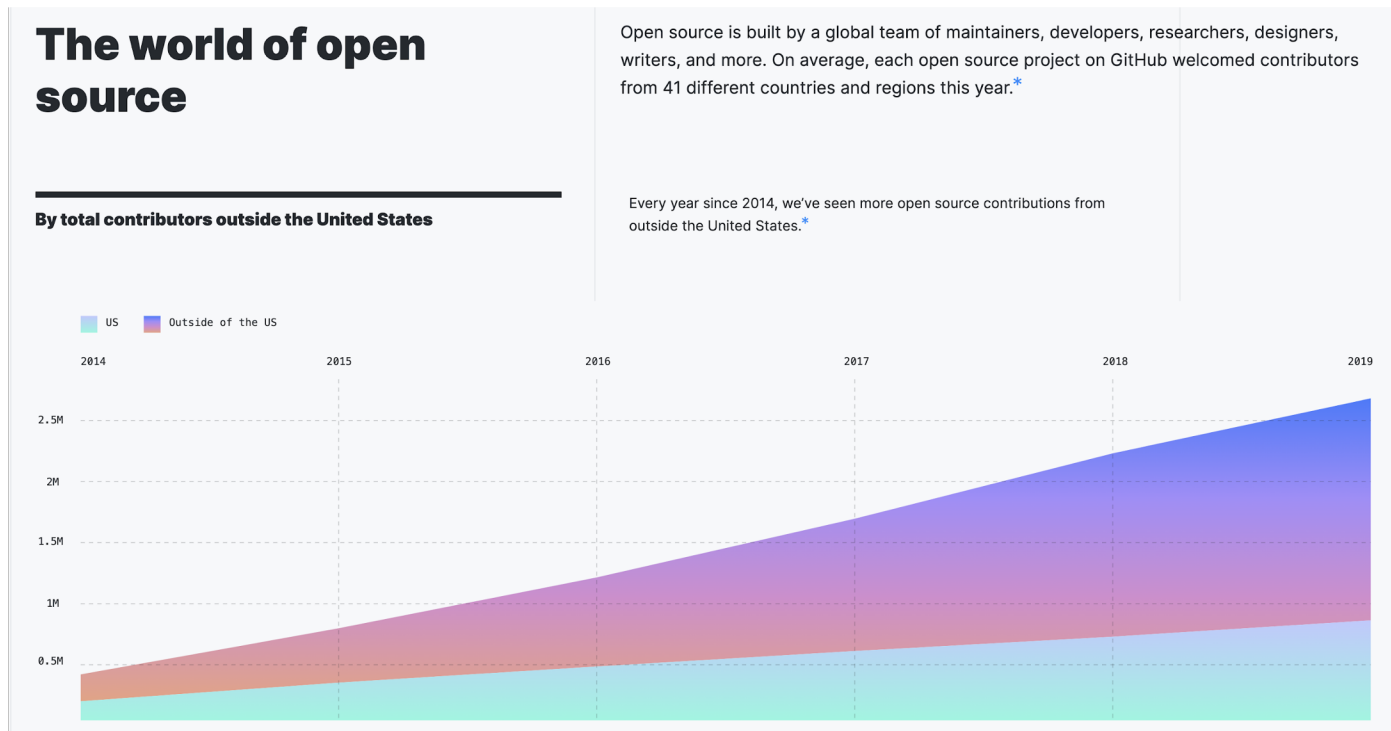 The world of open
source
Open source is built by a global team of maintainers, developers, researchers, designers,
writers, and more. On average, each open source project on GitHub welcomed contributors
from 41 different countries and regions this year.*
By total contributors outside the United States
Every year since 2014, we’ve seen more open source contributions from
outside the United States.*
US
Outside of the US
2014 2015 2016 2017 2018 2019
2.5M
2M
1.5M
1M
0.5M